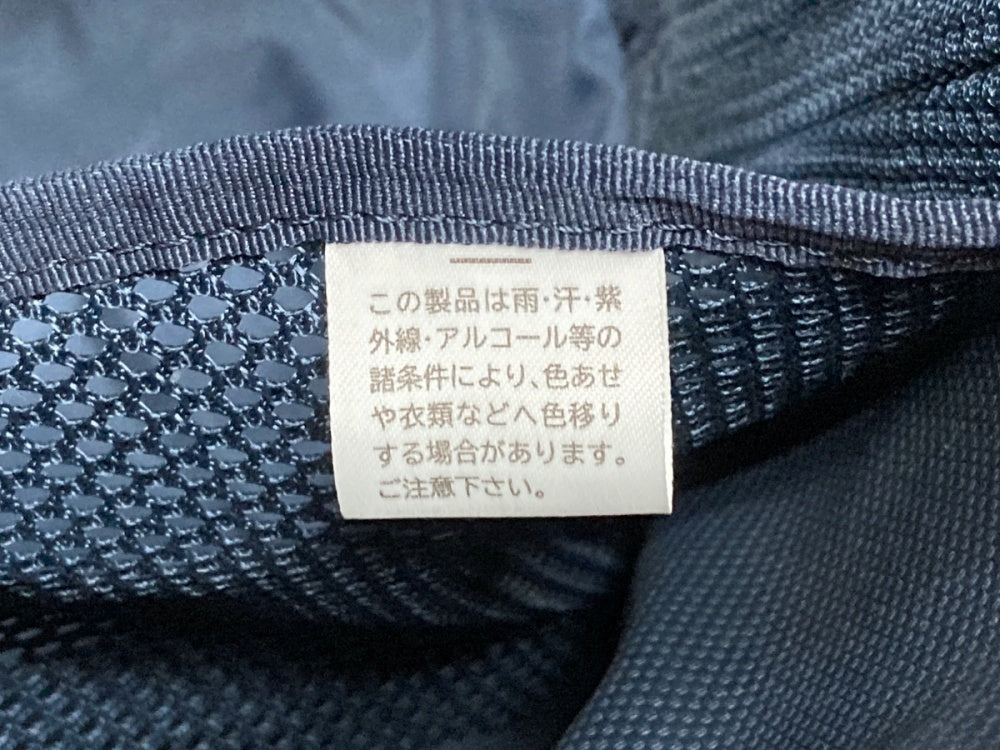 この製品は雨・汗・紫
外線・アルコール等の
諸条件により、色あせ
や衣類などへ色移り
する場合があります。
ご注意下さい。